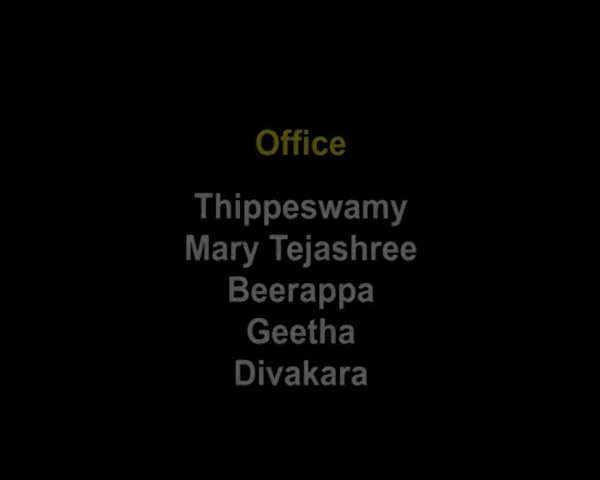 Office
Thippeswamy
Mary Tejashree
Beerappa
Geetha
Divakara